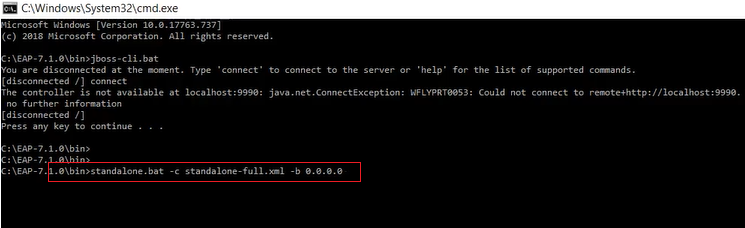 C:\Windows\System32\cmd.exe
Microsoft Windows [Version 10.0.17763.737]
(c) 2018 Microsoft Corporation. All rights reserved.
C:\EAP-7.1.0\bin>jboss-cli.bat
You are disconnected at the moment. Type 'connect' to connect to the server or 'help' for the list of supported commands.
[disconnected /] connect
The controller is not available at localhost:9990: java.net.ConnectException: WFLYPRT0053: Could not connect to remote+http://localhost:9990.
no further information
[disconnected /]
Press any key to continue . . .
C:\EAP-7.1.0\bin>
C:\EAP-7.1.0\bin>
C:\EAP-7.1.0\bin>standalone.bat -c standalone-full.xml -b 0.0.0.0